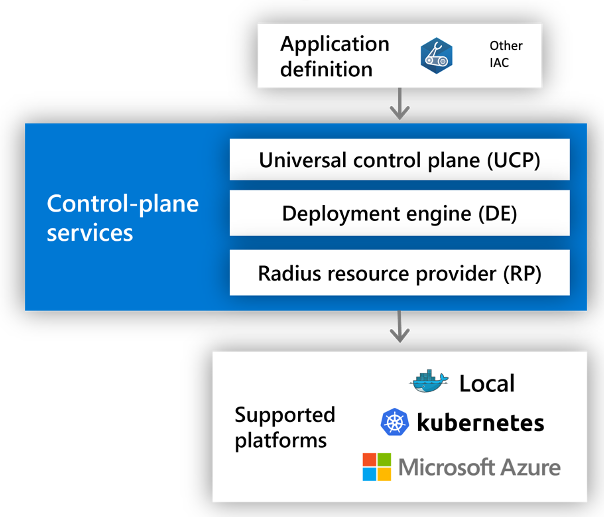 Application
definition
Other
IAC
Control-plane
services
Universal control plane (UCP)
Deployment engine (DE)
Radius resource provider (RP)
Supported
platforms
Local
kubernetes
Microsoft Azure